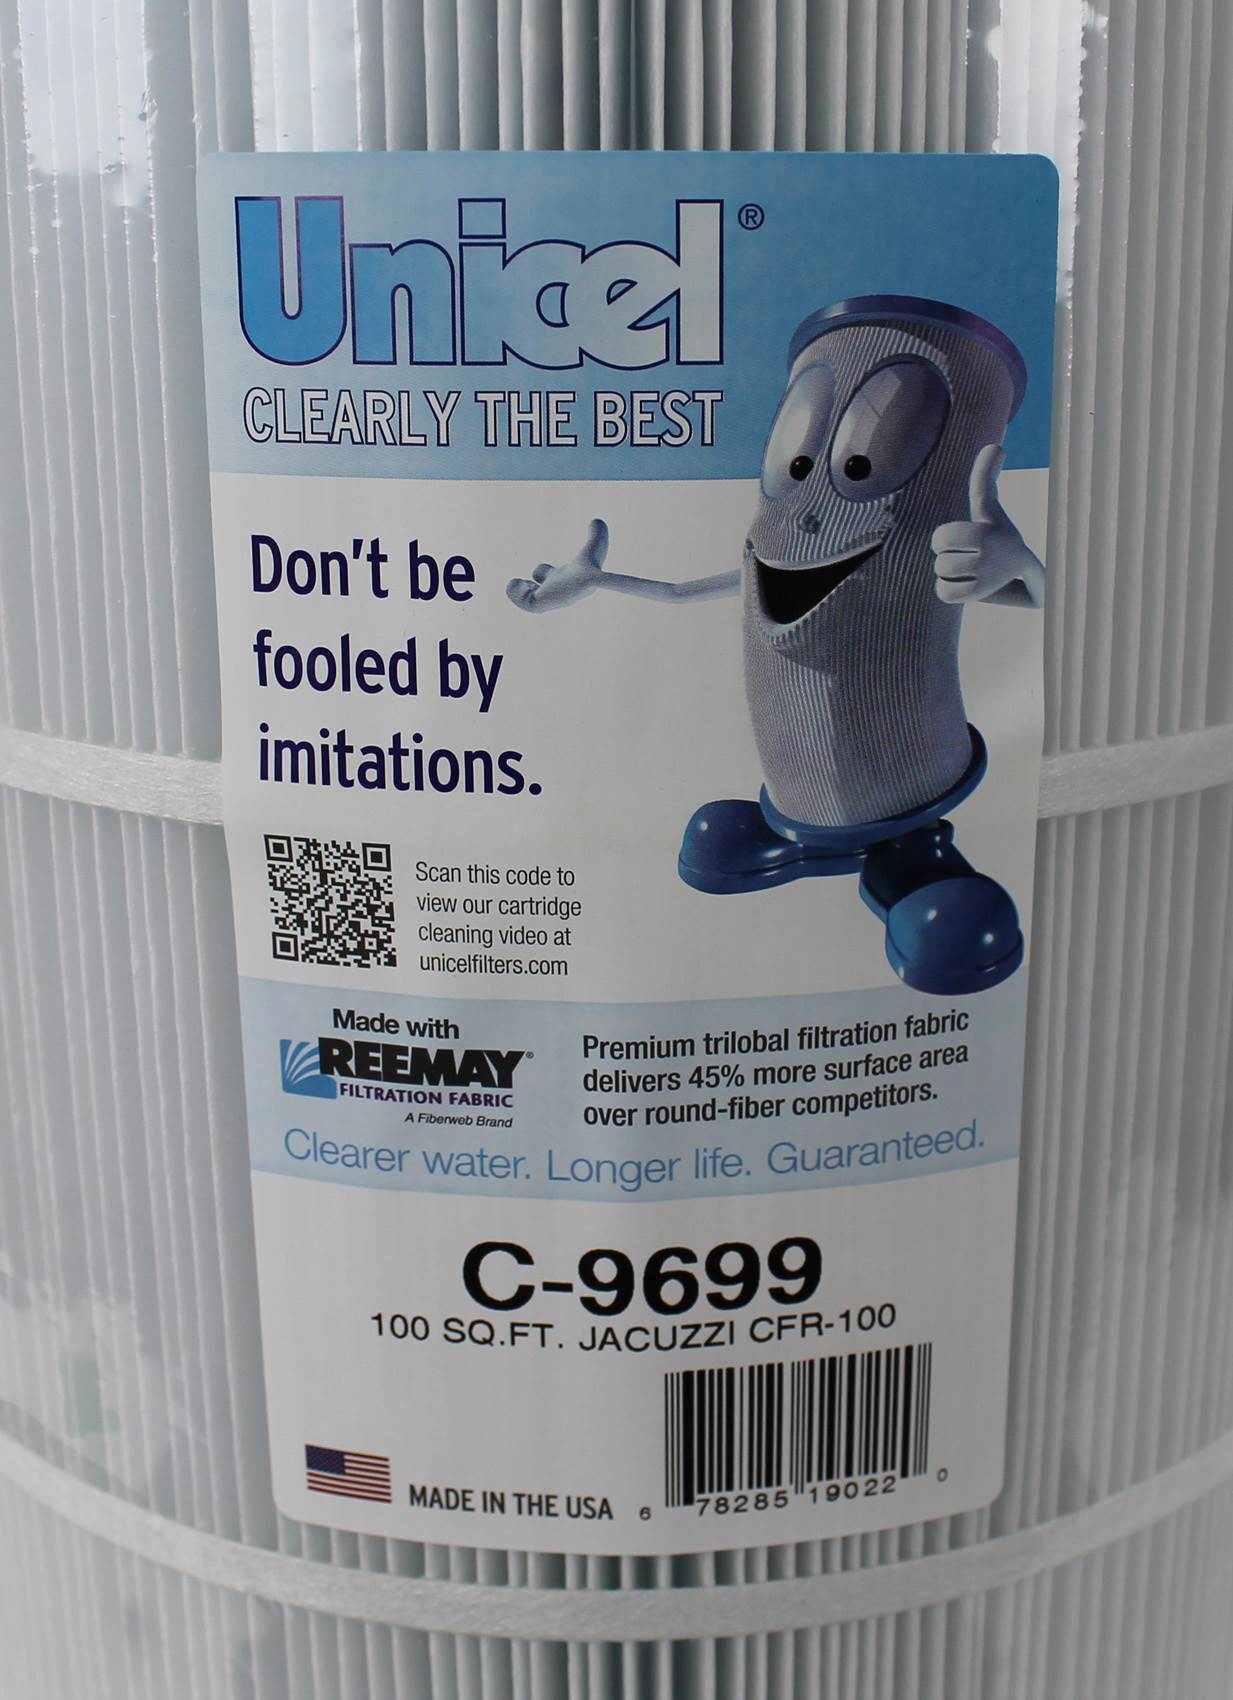 Unicel®
CLEARLY THE BEST
Don't be
fooled by
imitations.
Scan this code to
view our cartridge
cleaning video at
unicelfilters.com
Made with
REEMAY®
FILTRATION FABRIC
A Fiberweb Brand
Premium trilobal filtration fabric
delivers 45% more surface area
over round-fiber competitors.
Clearer water. Longer life. Guaranteed.
C-9699
100 SQ.FT. JACUZZI CFR-100
MADE IN THE USA
6 78285 19022 0